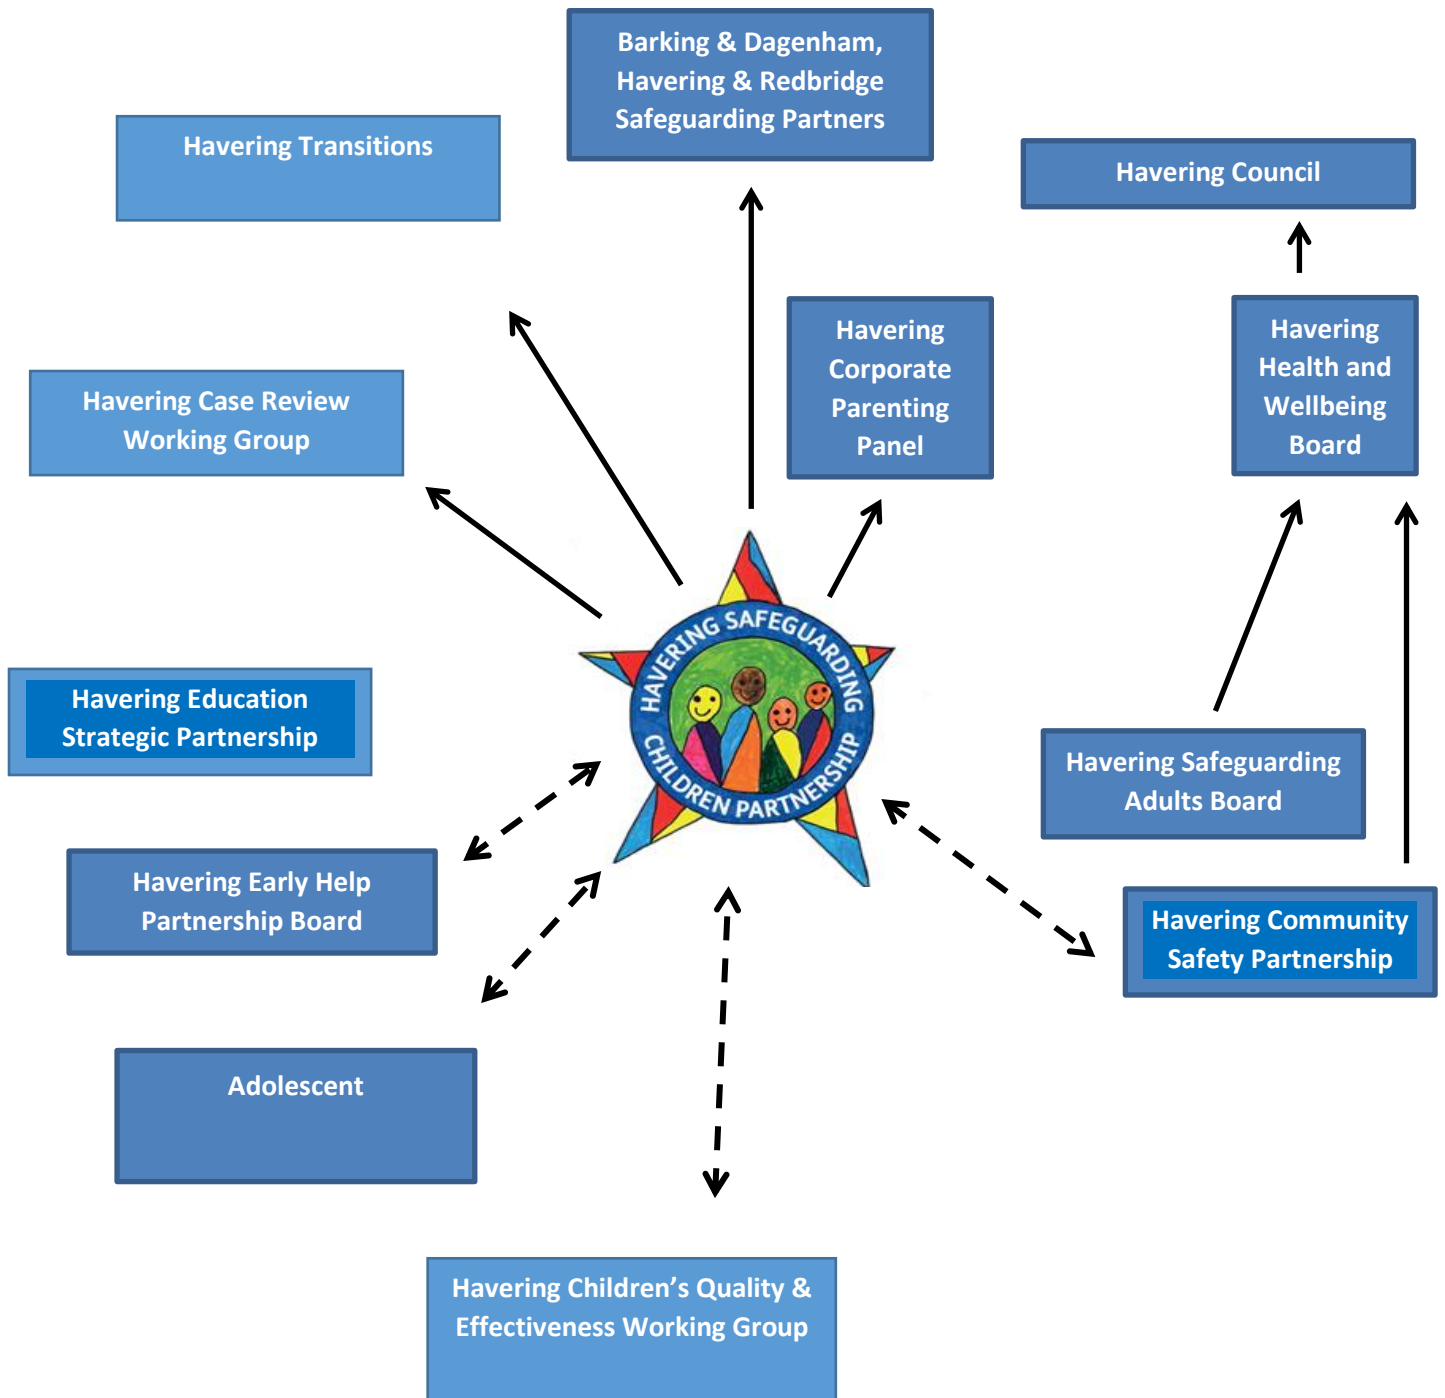 Barking & Dagenham,
Havering & Redbridge
Safeguarding Partners
Havering Transitions
Havering Council
Havering
Corporate
Parenting
Panel
Havering
Health and
Wellbeing
Board
Havering Case Review
Working Group
HAVERING SAFEGUARDING
CHILDREN PARTNERSHIP
Havering Education
Strategic Partnership
Havering Safeguarding
Adults Board
Havering Early Help
Partnership Board
Havering Community
Safety Partnership
Adolescent
Havering Children’s Quality &
Effectiveness Working Group